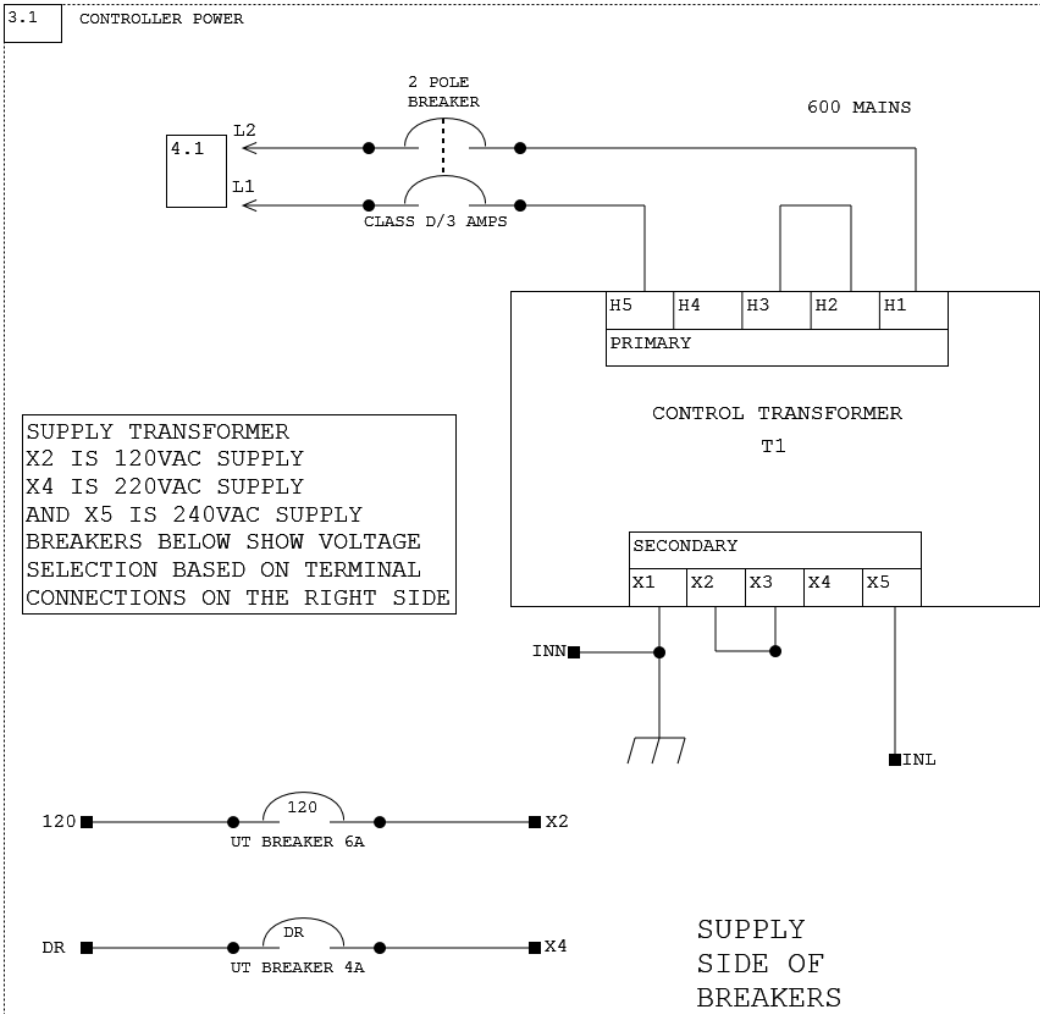 3.1
CONTROLLER POWER
2 POLE
BREAKER
600 MAINS
L2
4.1
L1
CLASS D/3 AMPS
H5 H4 H3 H2 H1
PRIMARY
CONTROL TRANSFORMER
T1
SUPPLY TRANSFORMER
X2 IS 120VAC SUPPLY
X4 IS 220VAC SUPPLY
AND X5 IS 240VAC SUPPLY
BREAKERS BELOW SHOW VOLTAGE
SELECTION BASED ON TERMINAL
CONNECTIONS ON THE RIGHT SIDE
SECONDARY
X1 X2 X3 X4 X5
INN
INL
120
120
X2
UT BREAKER 6A
DR
DR
X4
UT BREAKER 4A
SUPPLY
SIDE OF
BREAKERS